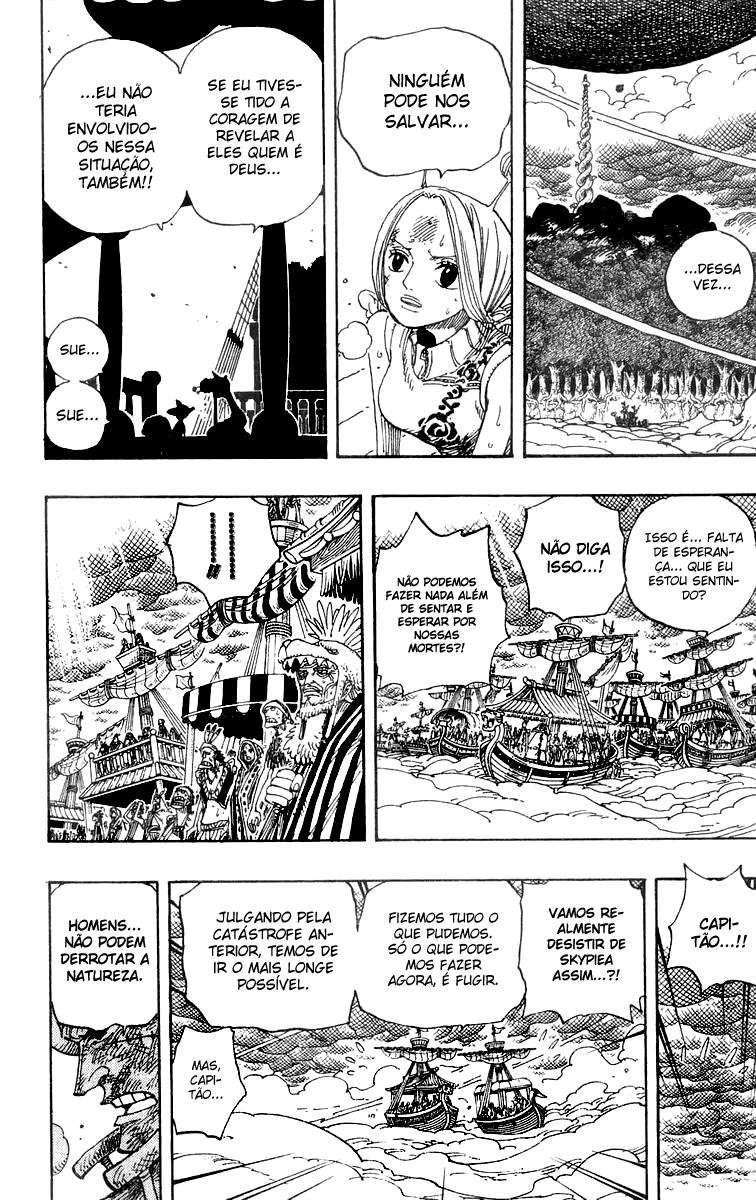 ...DESSA
VEZ...
NINGUÉM
PODE NOS
SALVAR...
SE EU TIVES-
SE TIDO A
CORAGEM DE
REVELAR A
ELES QUEM É
DEUS...
...EU NÃO
TERIA
ENVOLVIDO-
OS NESSA
SITUAÇÃO,
TAMBÉM!!
SUE...
SUE...
ISSO É... FALTA
DE ESPERAN-
ÇA... QUE EU
ESTOU SENTIN-
DO?
NÃO DIGA
ISSO...!
NÃO PODEMOS
FAZER NADA ALÉM
DE SENTAR E
ESPERAR POR
NOSSAS
MORTES?!
CAPI-
TÃO...!!
VAMOS RE-
ALMENTE
DESISTIR DE
SKYPIEA
ASSIM...?!
FIZEMOS TUDO O
QUE PUDEMOS.
SÓ O QUE PODE-
MOS FAZER
AGORA, É FUGIR.
JULGANDO PELA
CATÁSTROFE AN-
TERIOR, TEMOS DE
IR O MAIS LONGE
POSSÍVEL.
MAS,
CAPI-
TÃO...
HOMENS...
...NÃO PODEM
DERROTAR A
NATUREZA.